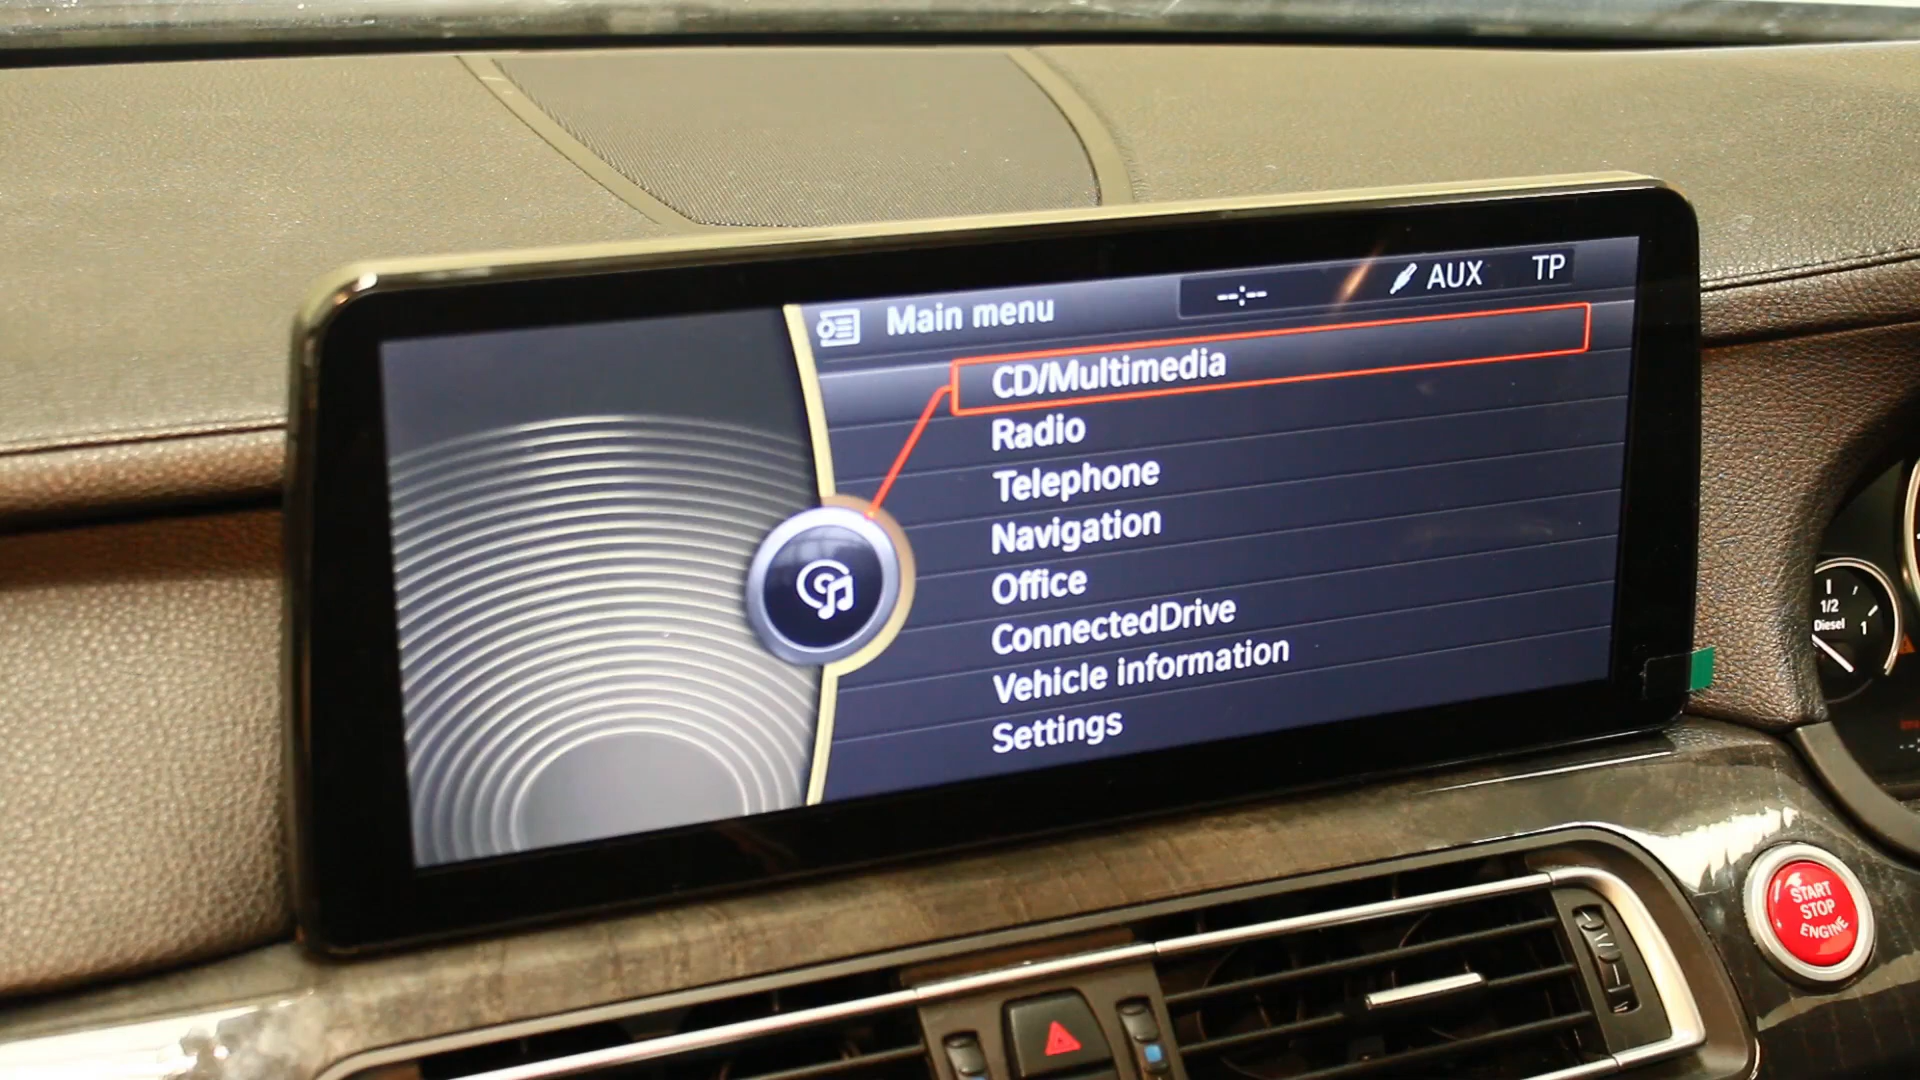 Main menu
--:--
AUX
TP
CD/Multimedia
Radio
Telephone
Navigation
Office
ConnectedDrive
Vehicle information
Settings
1/2
Diesel
1
START
STOP
ENGINE